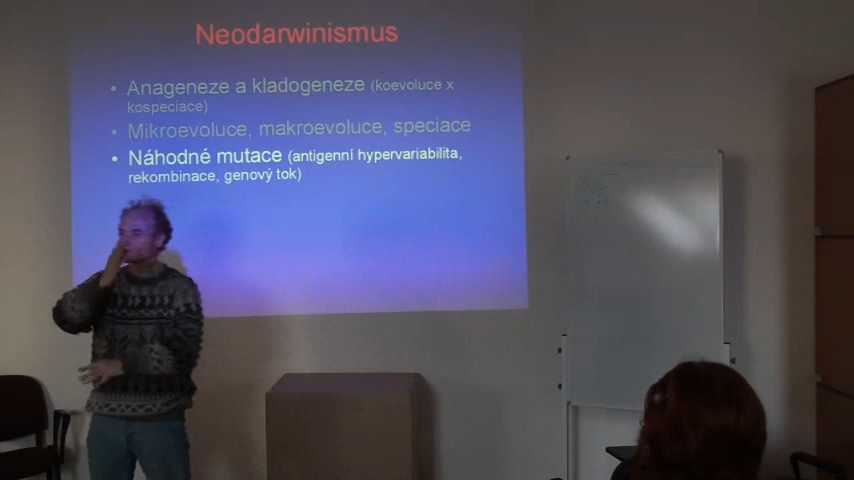 Neodarwinismus
• Anageneze a kladogeneze (koevoluce x
kospeciace)
• Mikroevoluce, makroevoluce, speciace
• Náhodné mutace (antigenní hypervariabilita,
rekombinace, genový tok)